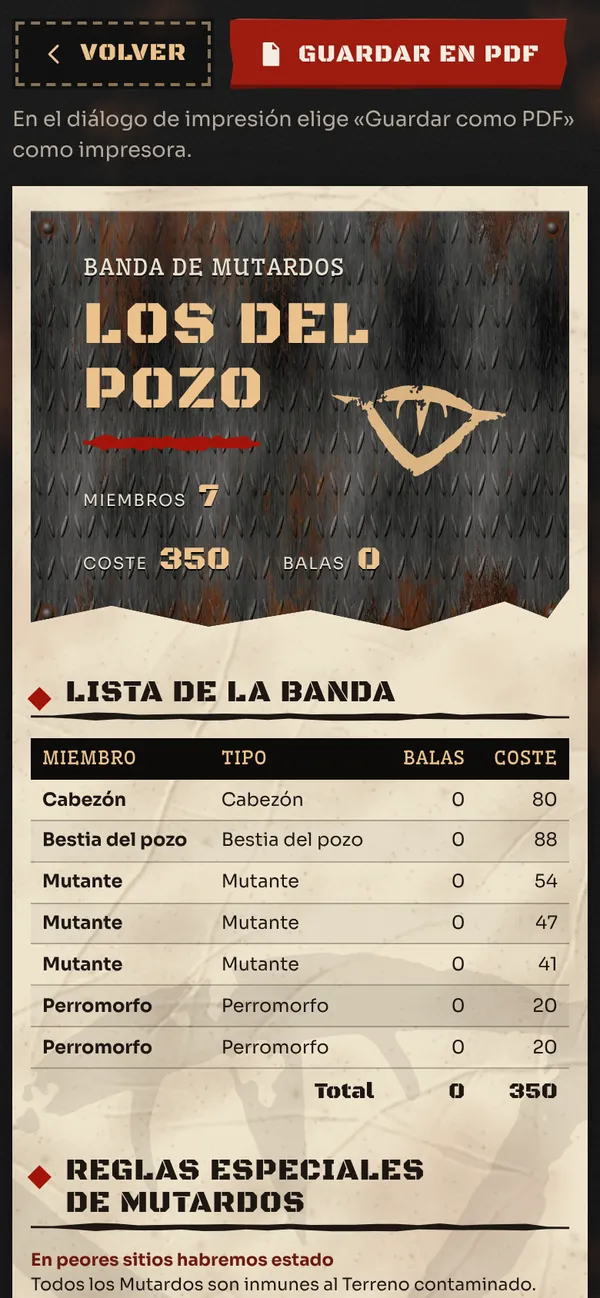 VOLVER
GUARDAR EN PDF
En el diálogo de impresión elige «Guardar como PDF»
como impresora.
BANDA DE MUTARDOS
LOS DEL
POZO
MIEMBROS 7
COSTE 350 BALAS 0
LISTA DE LA BANDA
MIEMBRO TIPO BALAS COSTE
Cabezón Cabezón 0 80
Bestia del pozo Bestia del pozo 0 88
Mutante Mutante 0 54
Mutante Mutante 0 47
Mutante Mutante 0 41
Perromorfo Perromorfo 0 20
Perromorfo Perromorfo 0 20
Total 0 350
REGLAS ESPECIALES
DE MUTARDOS
En peores sitios habremos estado
Todos los Mutardos son inmunes al Terreno contaminado.